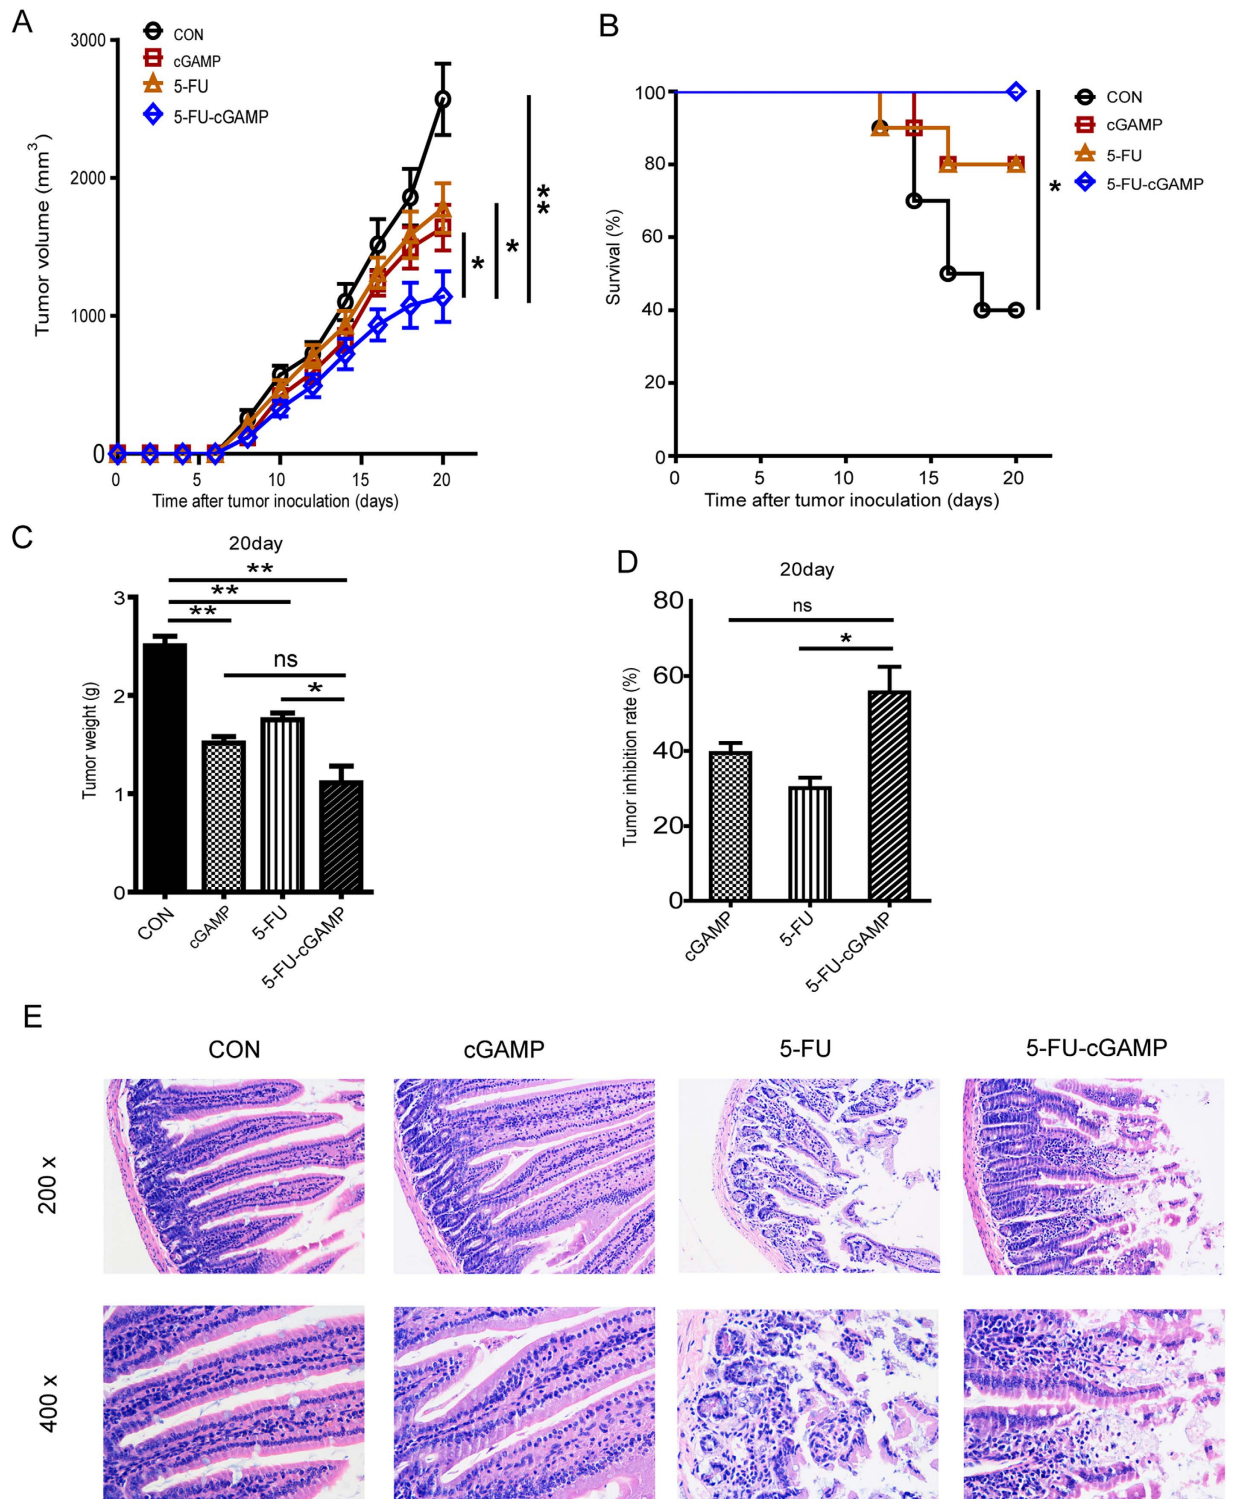 A
CON
cGAMP
5-FU
5-FU-cGAMP
3000
2000
1000
0
Tumor volume (mm3)
*
*
**
0 5 10 15 20
Time after tumor inoculation (days)
B
CON
cGAMP
5-FU
5-FU-cGAMP
100
80
60
40
20
0
Survival (%)
*
0 5 10 15 20
Time after tumor inoculation (days)
C
20day
**
**
**
ns
*
3
2
1
0
Tumor weight (g)
CON cGAMP 5-FU 5-FU-cGAMP
D
20day
ns
*
80
60
40
20
0
Tumor inhibition rate (%)
cGAMP 5-FU 5-FU-cGAMP
E
CON cGAMP 5-FU 5-FU-cGAMP
200 x
400 x